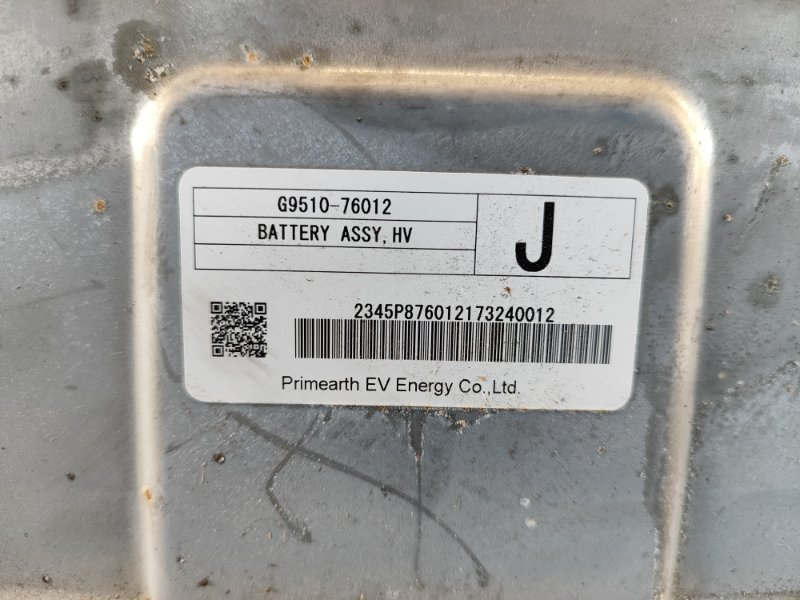 G9510-76012
BATTERY ASSY, HV
J
2345P876012173240012
Primearth EV Energy Co.,Ltd.